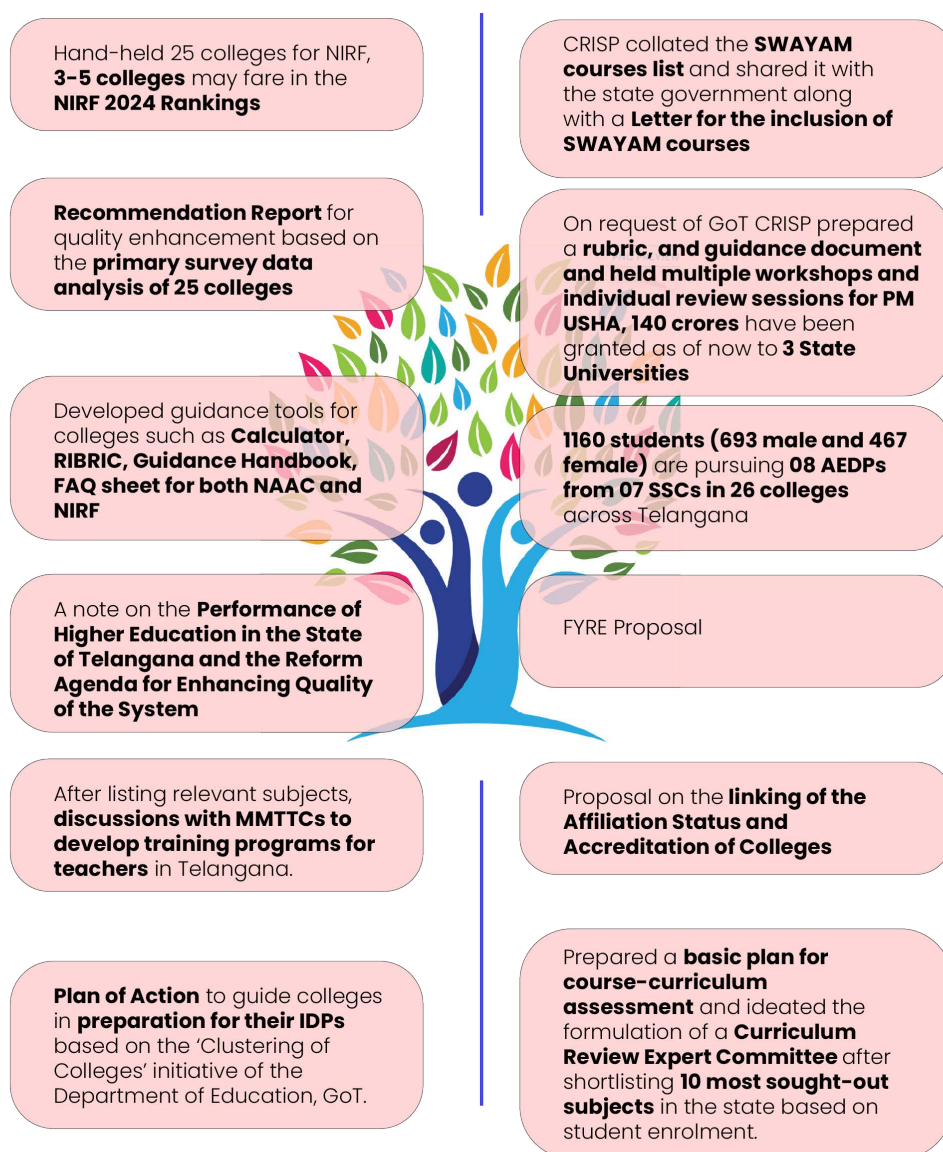 Hand-held 25 colleges for NIRF,
3-5 colleges may fare in the
NIRF 2024 Rankings
Recommendation Report for
quality enhancement based on
the primary survey data
analysis of 25 colleges
Developed guidance tools for
colleges such as Calculator,
RIBRIC, Guidance Handbook,
FAQ sheet for both NAAC and
NIRF
A note on the Performance of
Higher Education in the State
of Telangana and the Reform
Agenda for Enhancing Quality
of the System
After listing relevant subjects,
discussions with MMTTCs to
develop training programs for
teachers in Telangana.
Plan of Action to guide colleges
in preparation for their IDPs
based on the ‘Clustering of
Colleges’ initiative of the
Department of Education, GoT.
CRISP collated the SWAYAM
courses list and shared it with
the state government along
with a Letter for the inclusion of
SWAYAM courses
On request of GoT CRISP prepared
a rubric, and guidance document
and held multiple workshops and
individual review sessions for PM
USHA, 140 crores have been
granted as of now to 3 State
Universities
1160 students (693 male and 467
female) are pursuing 08 AEDPs
from 07 SSCs in 26 colleges
across Telangana
FYRE Proposal
Proposal on the linking of the
Affiliation Status and
Accreditation of Colleges
Prepared a basic plan for
course-curriculum
assessment and ideated the
formulation of a Curriculum
Review Expert Committee after
shortlisting 10 most sought-out
subjects in the state based on
student enrolment.